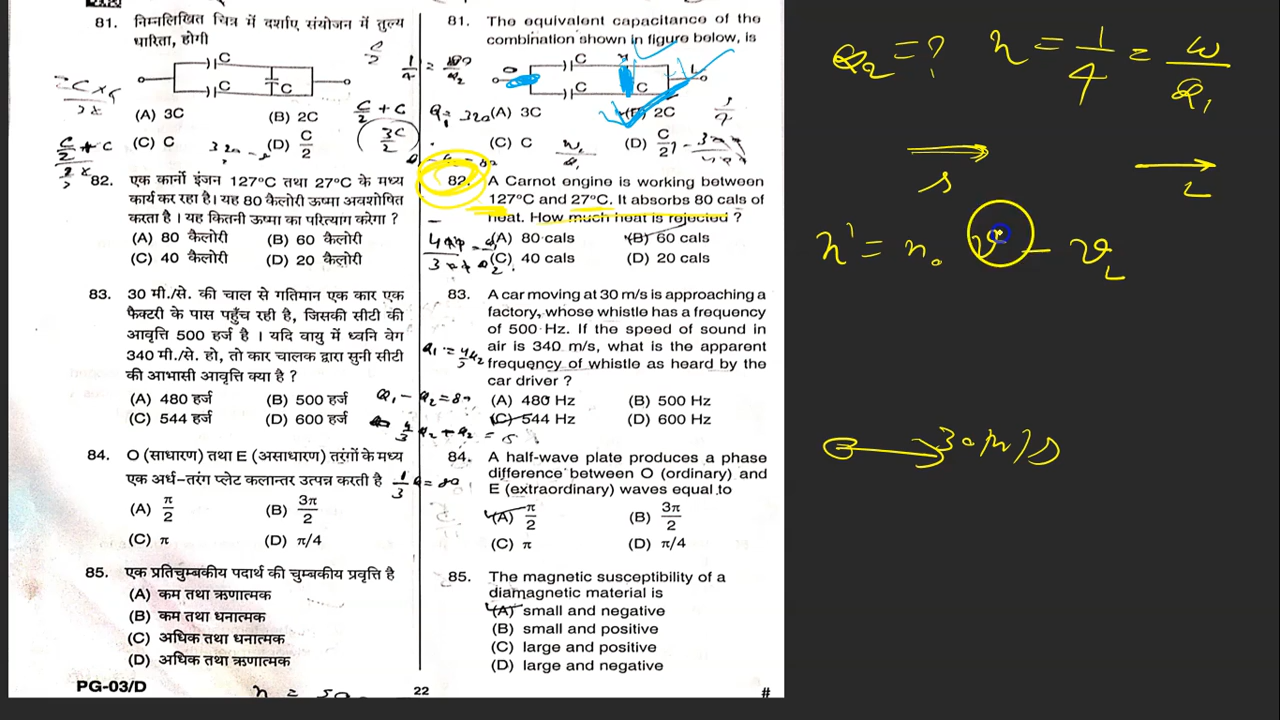 81. निम्नलिखित चित्र में दर्शाए संयोजन में तुल्य
धारिता, होगी
C
C
C
(A) 3C (B) 2C
(C) C (D) C/2
82. एक कार्नो इंजन 127°C तथा 27°C के मध्य
कार्य कर रहा है। यह 80 कैलोरी ऊष्मा अवशोषित
करता है । यह कितनी ऊष्मा का परित्याग करेगा ?
(A) 80 कैलोरी (B) 60 कैलोरी
(C) 40 कैलोरी (D) 20 कैलोरी
83. 30 मी./से. की चाल से गतिमान एक कार एक
फैक्टरी के पास पहुँच रही है, जिसकी सीटी की
आवृत्ति 500 हर्ज है । यदि वायु में ध्वनि वेग
340 मी./से. हो, तो कार चालक द्वारा सुनी सीटी
की आभासी आवृत्ति क्या है ?
(A) 480 हर्ज (B) 500 हर्ज
(C) 544 हर्ज (D) 600 हर्ज
84. O (साधारण) तथा E (असाधारण) तरंगों के मध्य
एक अर्ध-तरंग प्लेट कलान्तर उत्पन्न करती है
(A) π/2 (B) 3π/2
(C) π (D) π/4
85. एक प्रतिचुम्बकीय पदार्थ की चुम्बकीय प्रवृत्ति है
(A) कम तथा ऋणात्मक
(B) कम तथा धनात्मक
(C) अधिक तथा धनात्मक
(D) अधिक तथा ऋणात्मक
PG-03/D
81. The equivalent capacitance of the
combination shown in figure below, is
C
C
C
(A) 3C (B) 2C
(C) C (D) C/2
82. A Carnot engine is working between
127°C and 27°C. It absorbs 80 cals of
heat. How much heat is rejected ?
(A) 80 cals (B) 60 cals
(C) 40 cals (D) 20 cals
83. A car moving at 30 m/s is approaching a
factory, whose whistle has a frequency
of 500 Hz. If the speed of sound in
air is 340 m/s, what is the apparent
frequency of whistle as heard by the
car driver ?
(A) 480 Hz (B) 500 Hz
(C) 544 Hz (D) 600 Hz
84. A half-wave plate produces a phase
difference between O (ordinary) and
E (extraordinary) waves equal to
(A) π/2 (B) 3π/2
(C) π (D) π/4
85. The magnetic susceptibility of a
diamagnetic material is
(A) small and negative
(B) small and positive
(C) large and positive
(D) large and negative
22
#
Q2 = ? η = 1/4 = W/Q1
s L
30 m/s